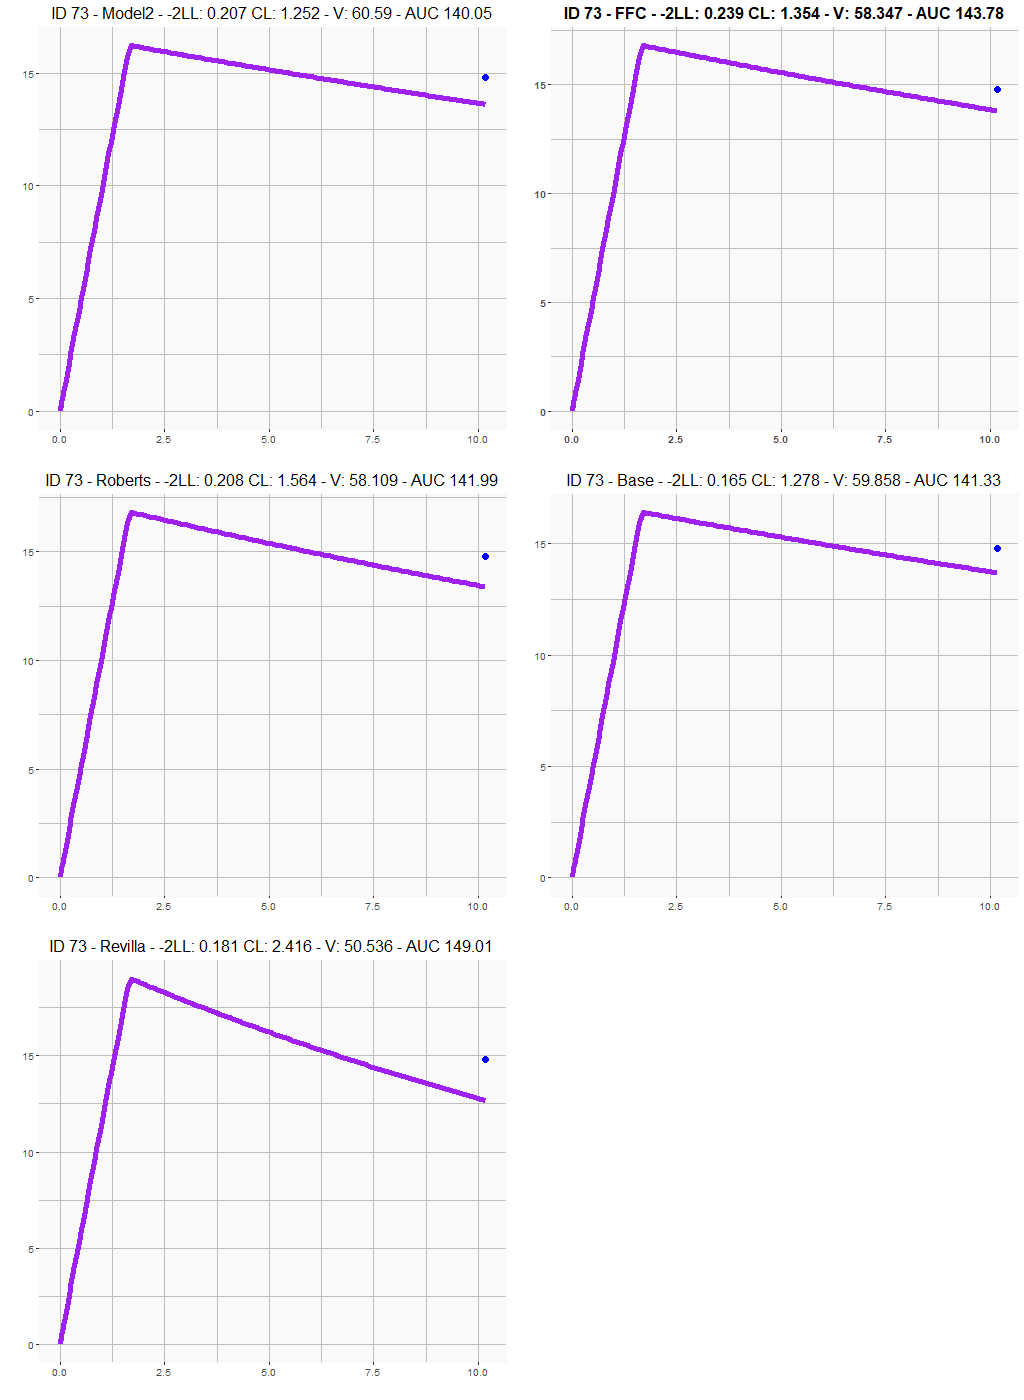 ID 73 - Model2 - -2LL: 0.207 CL: 1.252 - V: 60.59 - AUC 140.05
15
10
5
0
0.0 2.5 5.0 7.5 10.0
ID 73 - FFC - -2LL: 0.239 CL: 1.354 - V: 58.347 - AUC 143.78
15
10
5
0
0.0 2.5 5.0 7.5 10.0
ID 73 - Roberts - -2LL: 0.208 CL: 1.564 - V: 58.109 - AUC 141.99
15
10
5
0
0.0 2.5 5.0 7.5 10.0
ID 73 - Base - -2LL: 0.165 CL: 1.278 - V: 59.858 - AUC 141.33
15
10
5
0
0.0 2.5 5.0 7.5 10.0
ID 73 - Revilla - -2LL: 0.181 CL: 2.416 - V: 50.536 - AUC 149.01
15
10
5
0
0.0 2.5 5.0 7.5 10.0